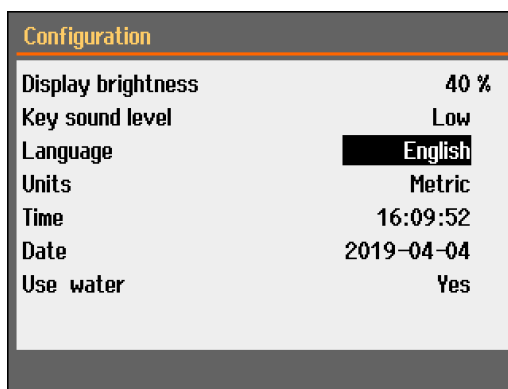 Configuration
Display brightness 40 %
Key sound level Low
Language English
Units Metric
Time 16:09:52
Date 2019-04-04
Use water Yes